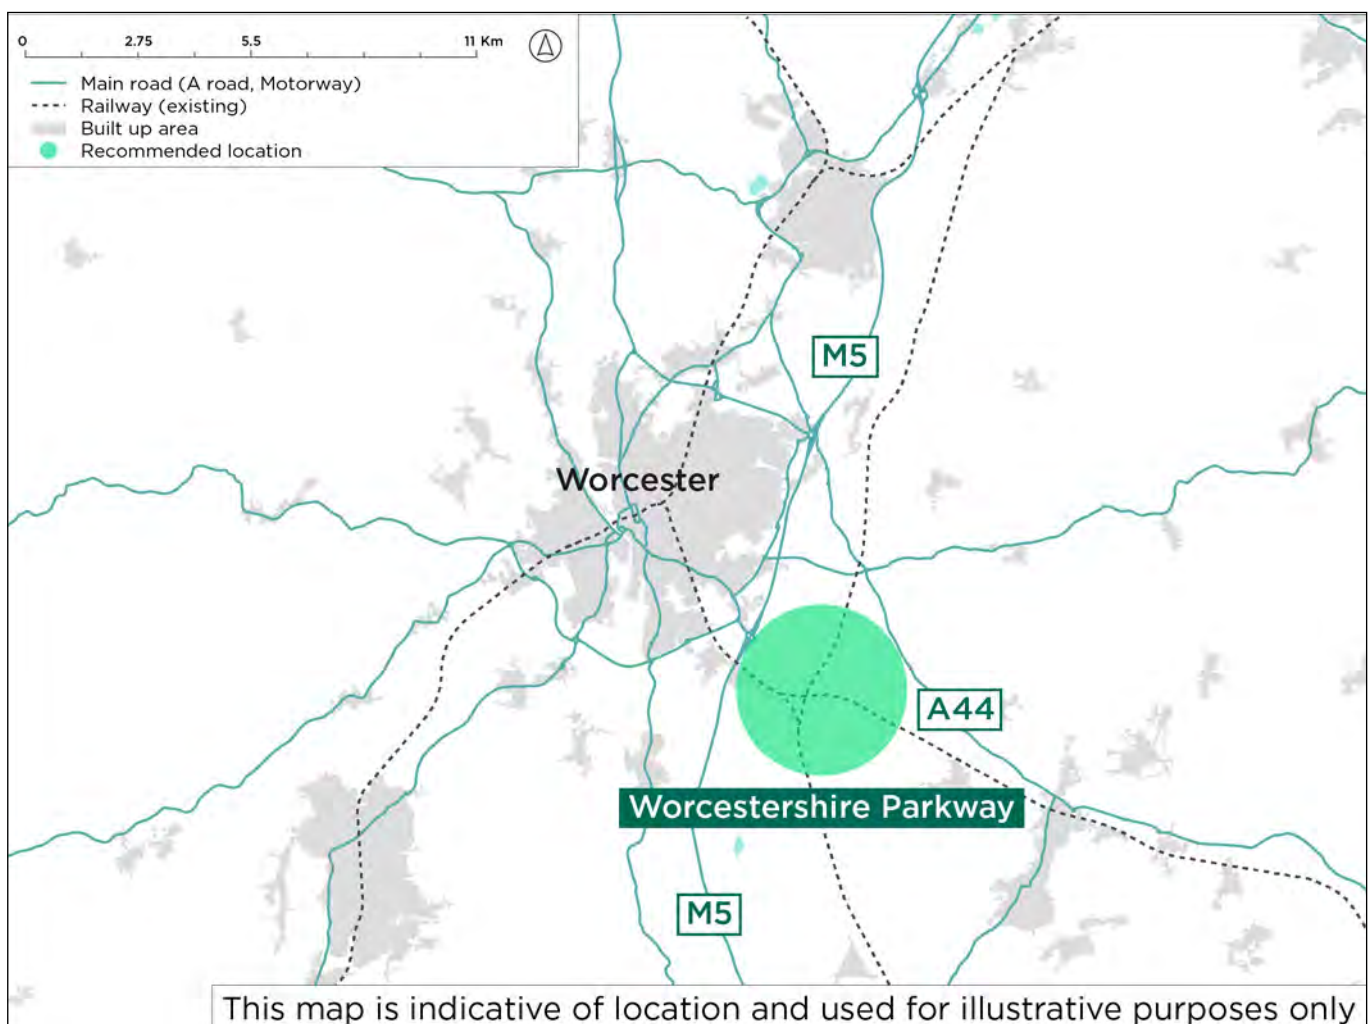 0 2.75 5.5 11 Km
Main road (A road, Motorway)
Railway (existing)
Built up area
Recommended location
M5
Worcester
A44
Worcestershire Parkway
M5
This map is indicative of location and used for illustrative purposes only